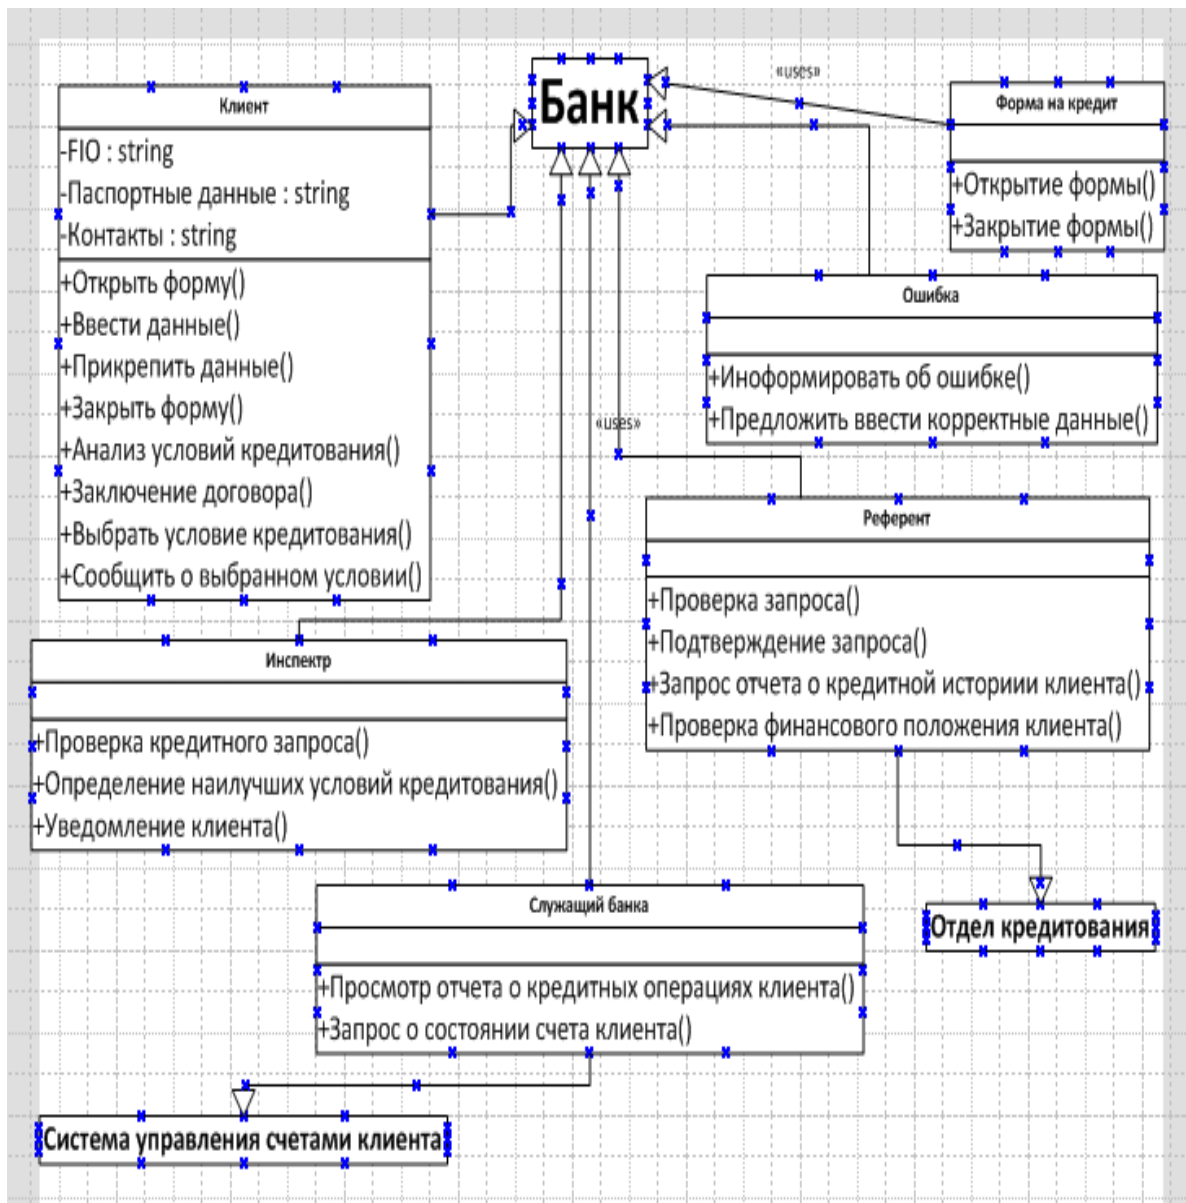 Банк
«uses»
Клиент
-FIO : string
-Паспортные данные : string
-Контакты : string
+Открыть форму()
+Ввести данные()
+Прикрепить данные()
+Закрыть форму()
+Анализ условий кредитования()
+Заключение договора()
+Выбрать условие кредитования()
+Сообщить о выбранном условии()
Форма на кредит
+Открытие формы()
+Закрытие формы()
Ошибка
+Иноформировать об ошибке()
+Предложить ввести корректные данные()
«uses»
Референт
+Проверка запроса()
+Подтверждение запроса()
+Запрос отчета о кредитной историии клиента()
+Проверка финансового положения клиента()
Инспектр
+Проверка кредитного запроса()
+Определение наилучших условий кредитования()
+Уведомление клиента()
Служащий банка
+Просмотр отчета о кредитных операциях клиента()
+Запрос о состоянии счета клиента()
Отдел кредитования
Система управления счетами клиента